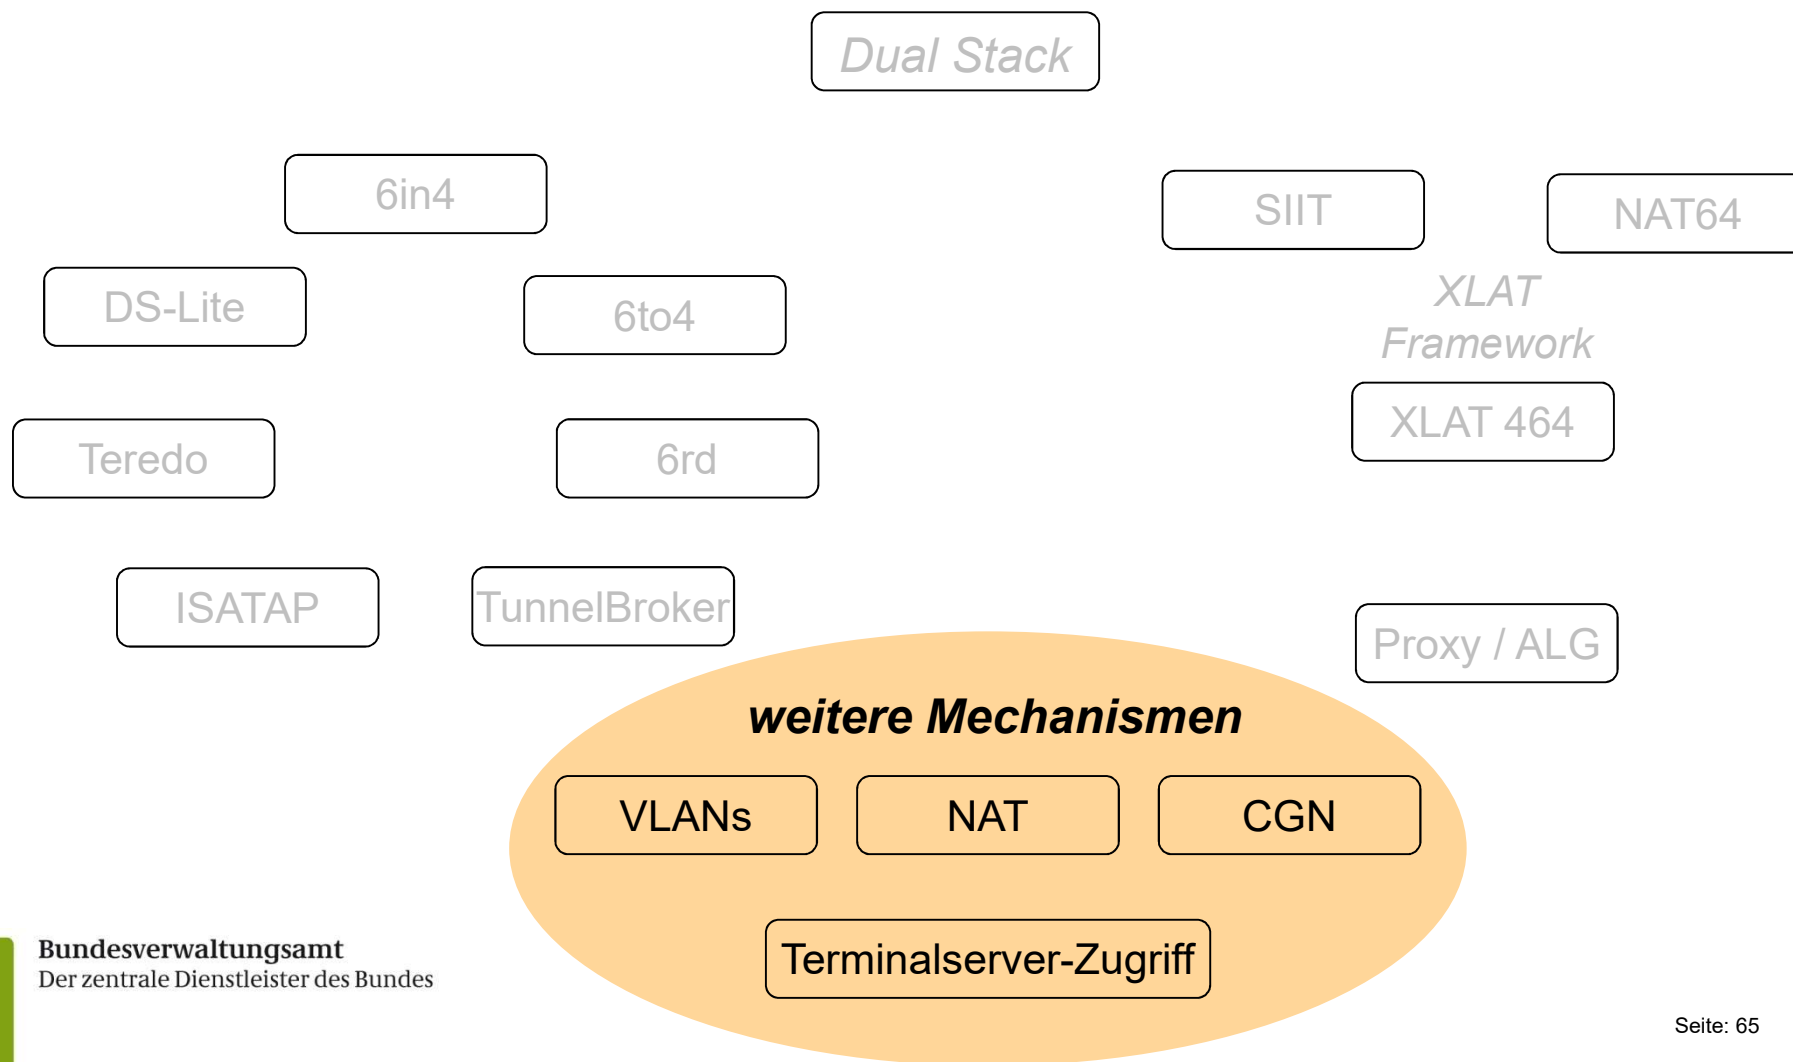 Dual Stack
6in4
SIIT
NAT64
DS-Lite
6to4
XLAT
Framework
XLAT 464
Teredo
6rd
ISATAP
TunnelBroker
Proxy / ALG
weitere Mechanismen
VLANs
NAT
CGN
Terminalserver-Zugriff
Bundesverwaltungsamt
Der zentrale Dienstleister des Bundes
Seite: 65